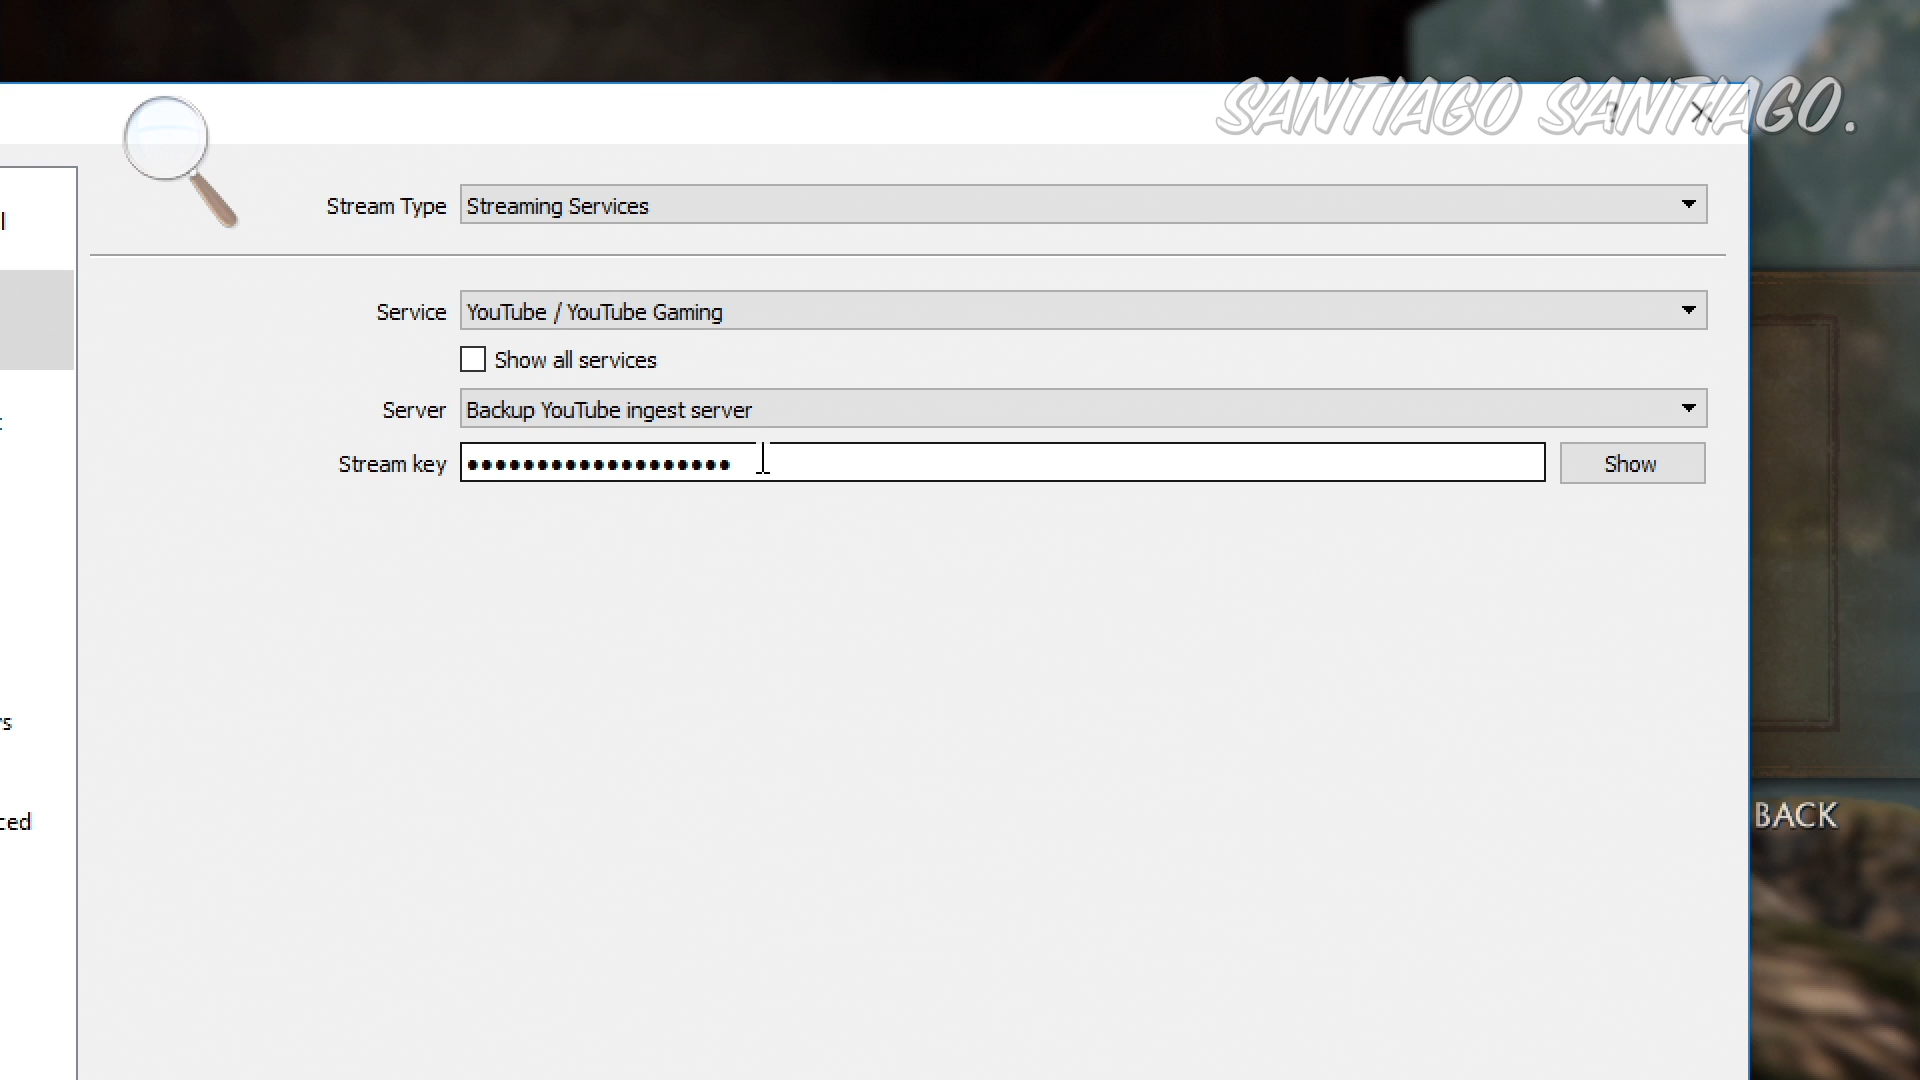 SANTIAGO SANTIAGO.
?
Stream Type Streaming Services
Service YouTube / YouTube Gaming
Show all services
Server Backup YouTube ingest server
Stream key ●●●●●●●●●●●●●●●●●●● Show
BACK